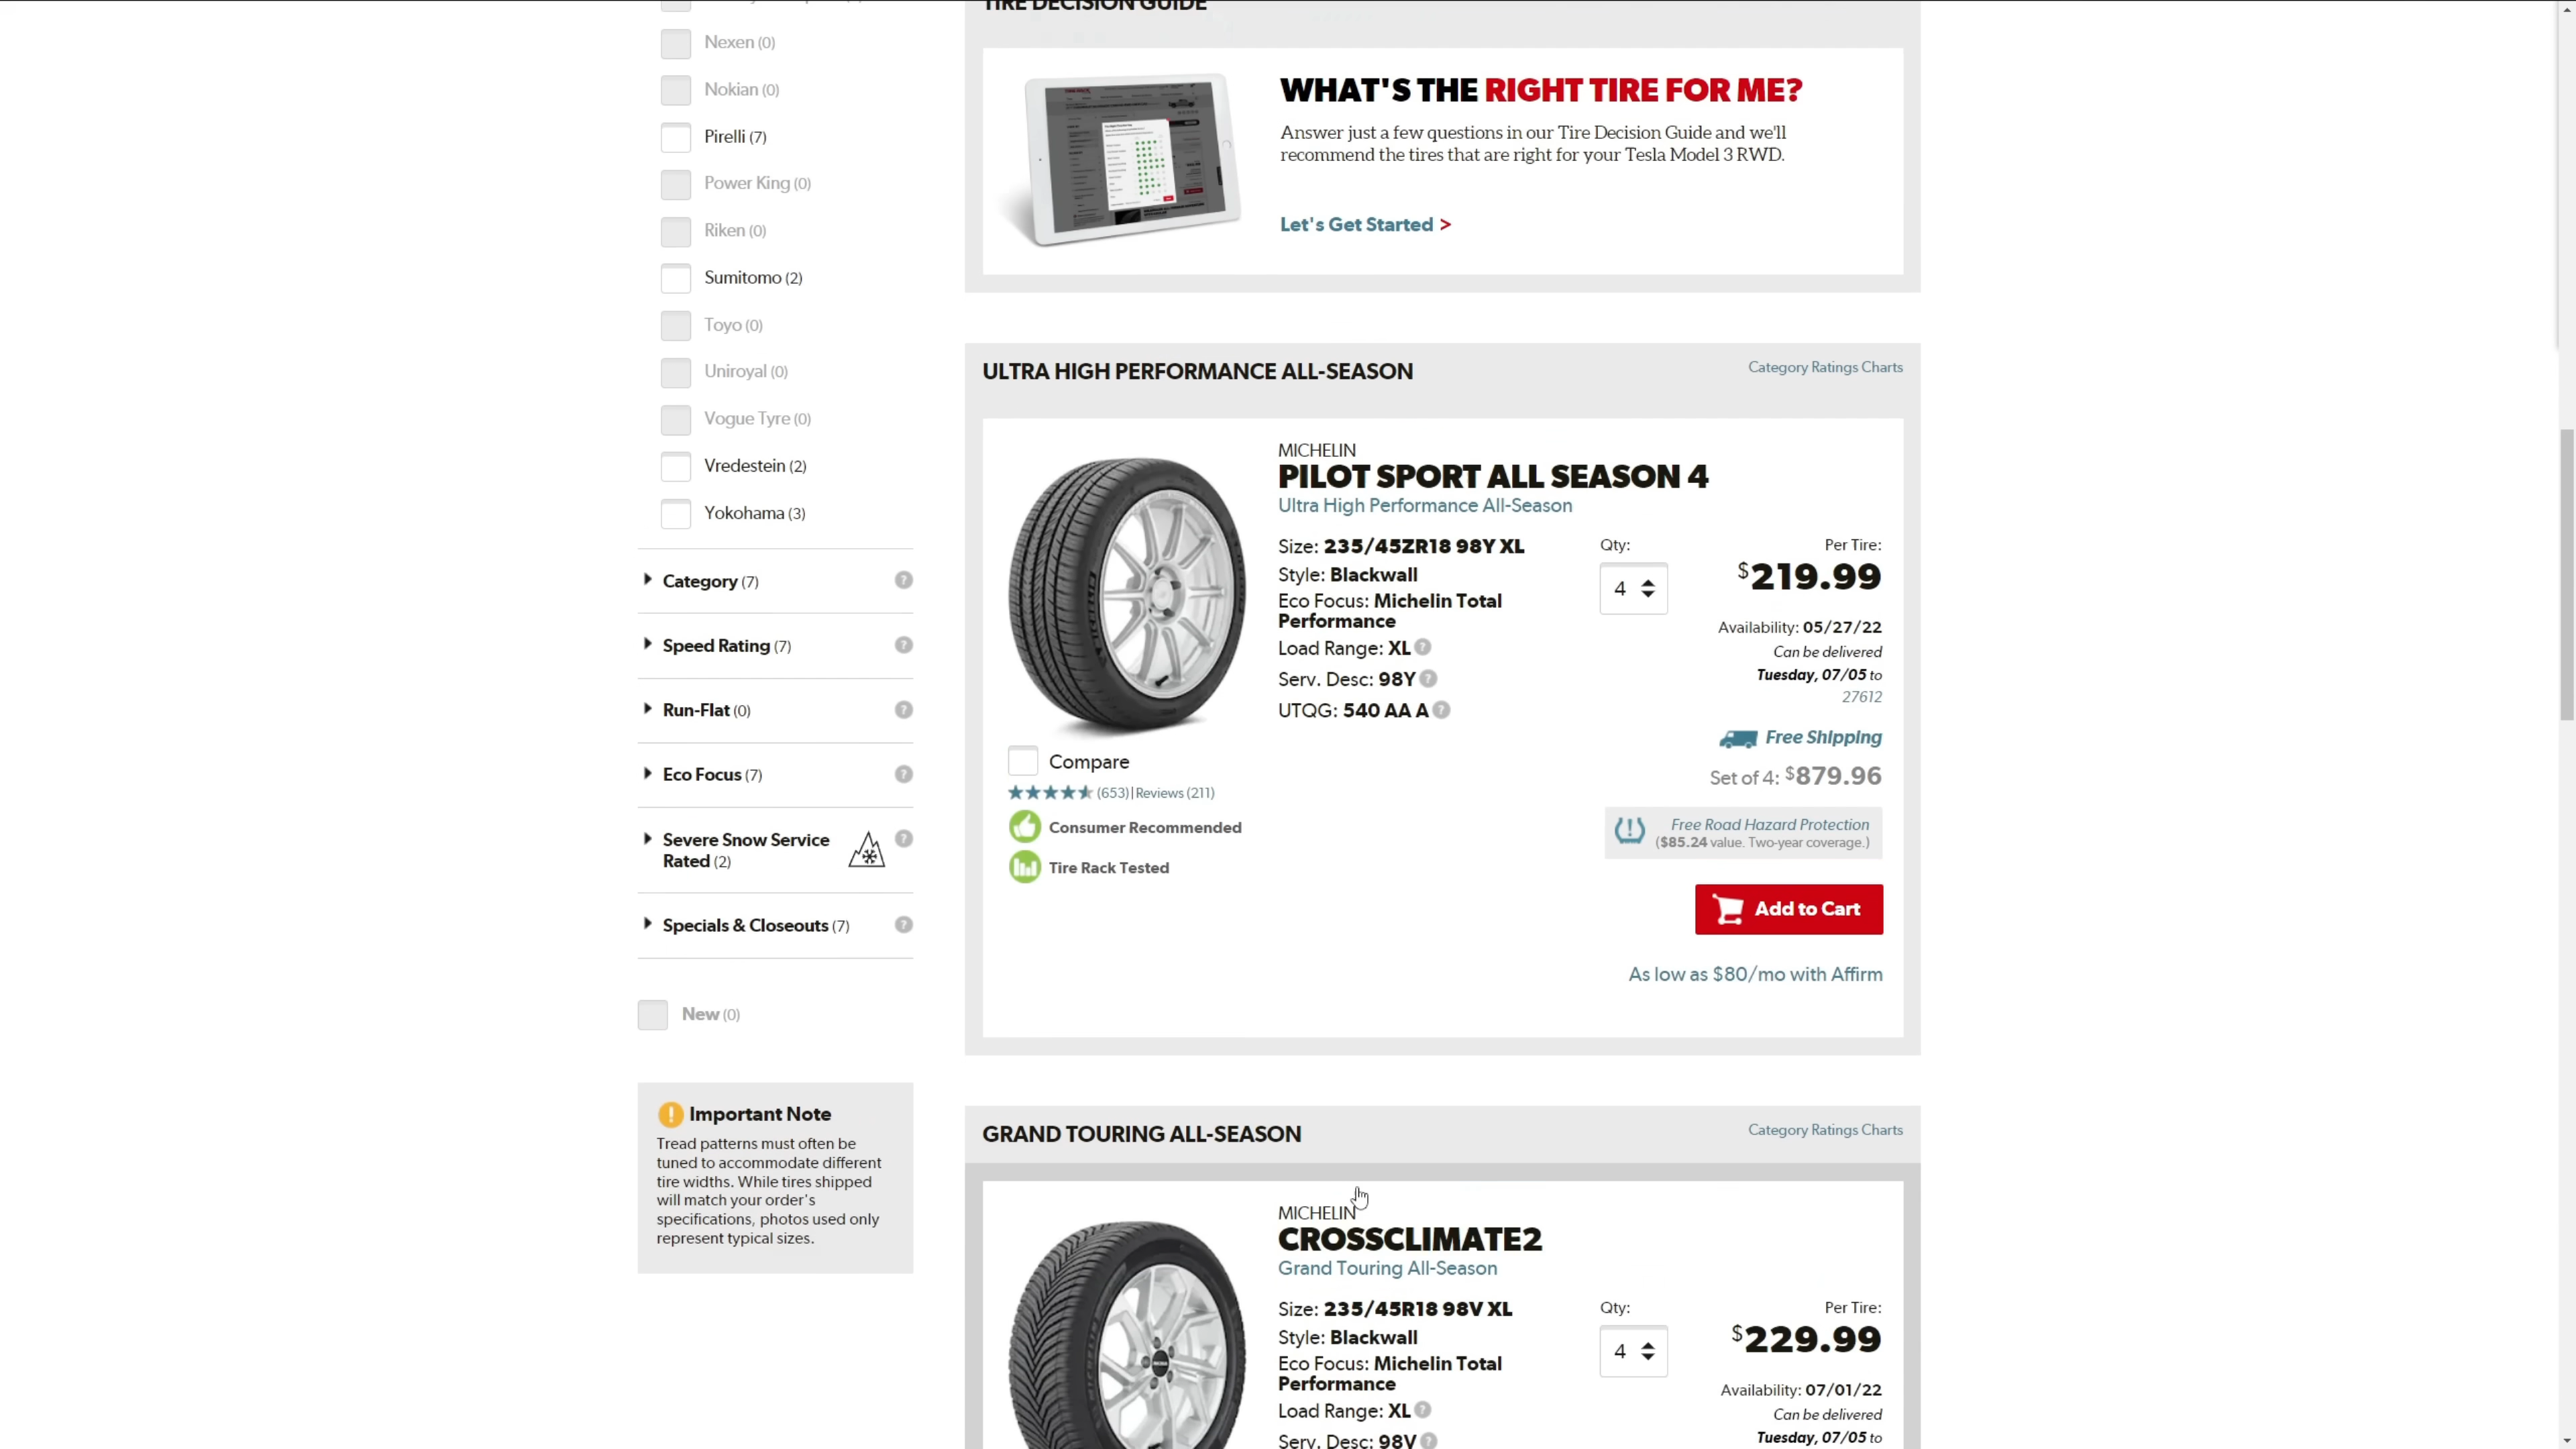 TIRE DECISION GUIDE
Nexen (0)
Nokian (0)
Pirelli (7)
Power King (0)
Riken (0)
Sumitomo (2)
Toyo (0)
Uniroyal (0)
Vogue Tyre (0)
Vredestein (2)
Yokohama (3)
Category (7)
Speed Rating (7)
Run-Flat (0)
Eco Focus (7)
Severe Snow Service
Rated (2)
Specials & Closeouts (7)
New (0)
Important Note
Tread patterns must often be
tuned to accommodate different
tire widths. While tires shipped
will match your order's
specifications, photos used only
represent typical sizes.
WHAT'S THE RIGHT TIRE FOR ME?
Answer just a few questions in our Tire Decision Guide and we'll
recommend the tires that are right for your Tesla Model 3 RWD.
Let's Get Started >
ULTRA HIGH PERFORMANCE ALL-SEASON
Category Ratings Charts
MICHELIN
PILOT SPORT ALL SEASON 4
Ultra High Performance All-Season
Size: 235/45ZR18 98Y XL
Style: Blackwall
Eco Focus: Michelin Total
Performance
Load Range: XL ?
Serv. Desc: 98Y ?
UTQG: 540 AA A ?
Qty:
4
Per Tire:
$219.99
Availability: 05/27/22
Can be delivered
Tuesday, 07/05 to
27612
Free Shipping
Set of 4: $879.96
Free Road Hazard Protection
($85.24 value. Two-year coverage.)
Add to Cart
As low as $80/mo with Affirm
Compare
(653)|Reviews (211)
Consumer Recommended
Tire Rack Tested
GRAND TOURING ALL-SEASON
Category Ratings Charts
MICHELIN
CROSSCLIMATE2
Grand Touring All-Season
Size: 235/45R18 98V XL
Style: Blackwall
Eco Focus: Michelin Total
Performance
Load Range: XL ?
Serv. Desc: 98V ?
Qty:
4
Per Tire:
$229.99
Availability: 07/01/22
Can be delivered
Tuesday, 07/05 to